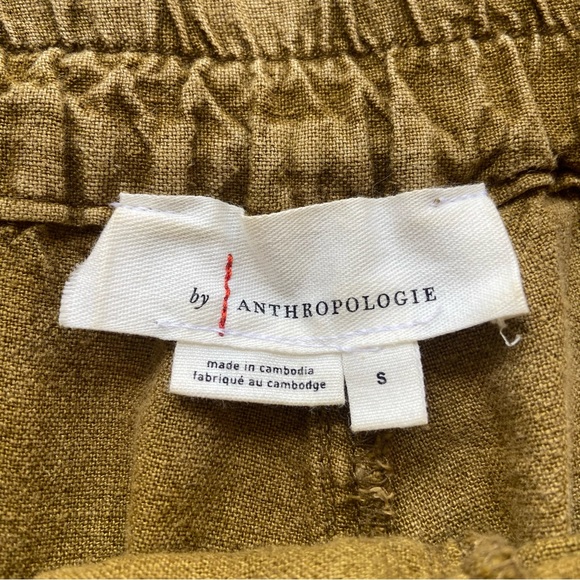 by ANTHROPOLOGIE
made in cambodia
fabriqué au cambodge
S